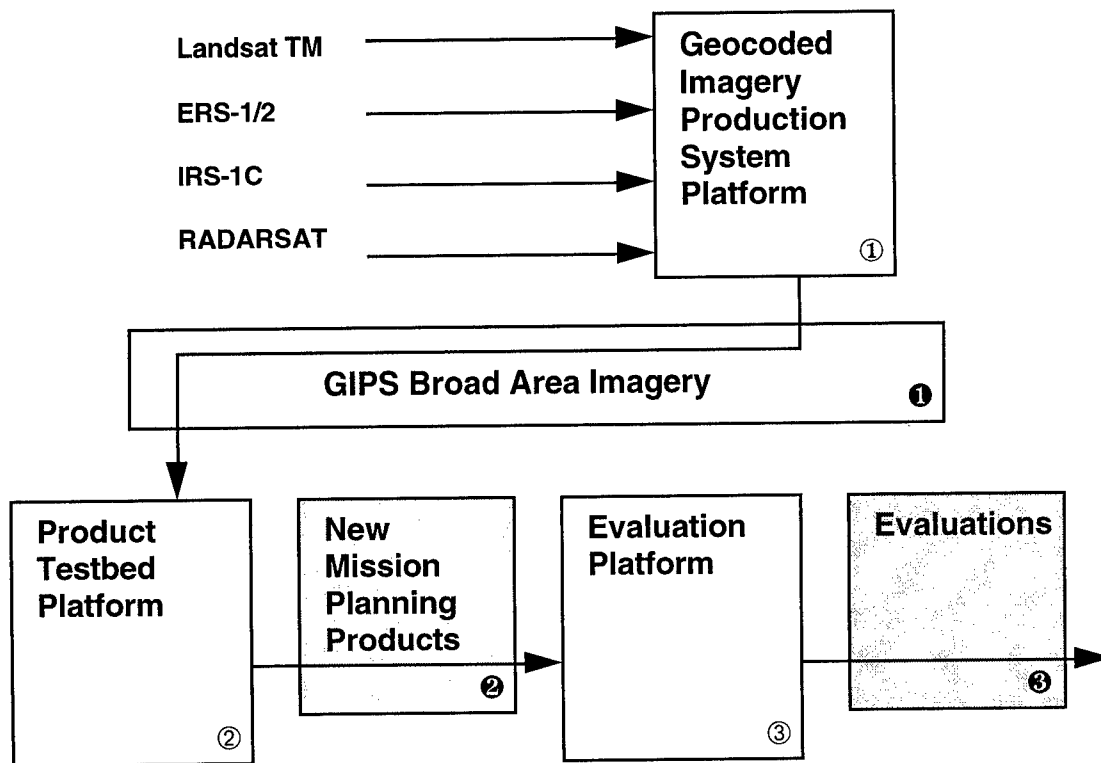 Landsat TM
ERS-1/2
IRS-1C
RADARSAT
Geocoded
Imagery
Production
System
Platform
①
GIPS Broad Area Imagery
❶
Product
Testbed
Platform
②
New
Mission
Planning
Products
❷
Evaluation
Platform
③
Evaluations
❸